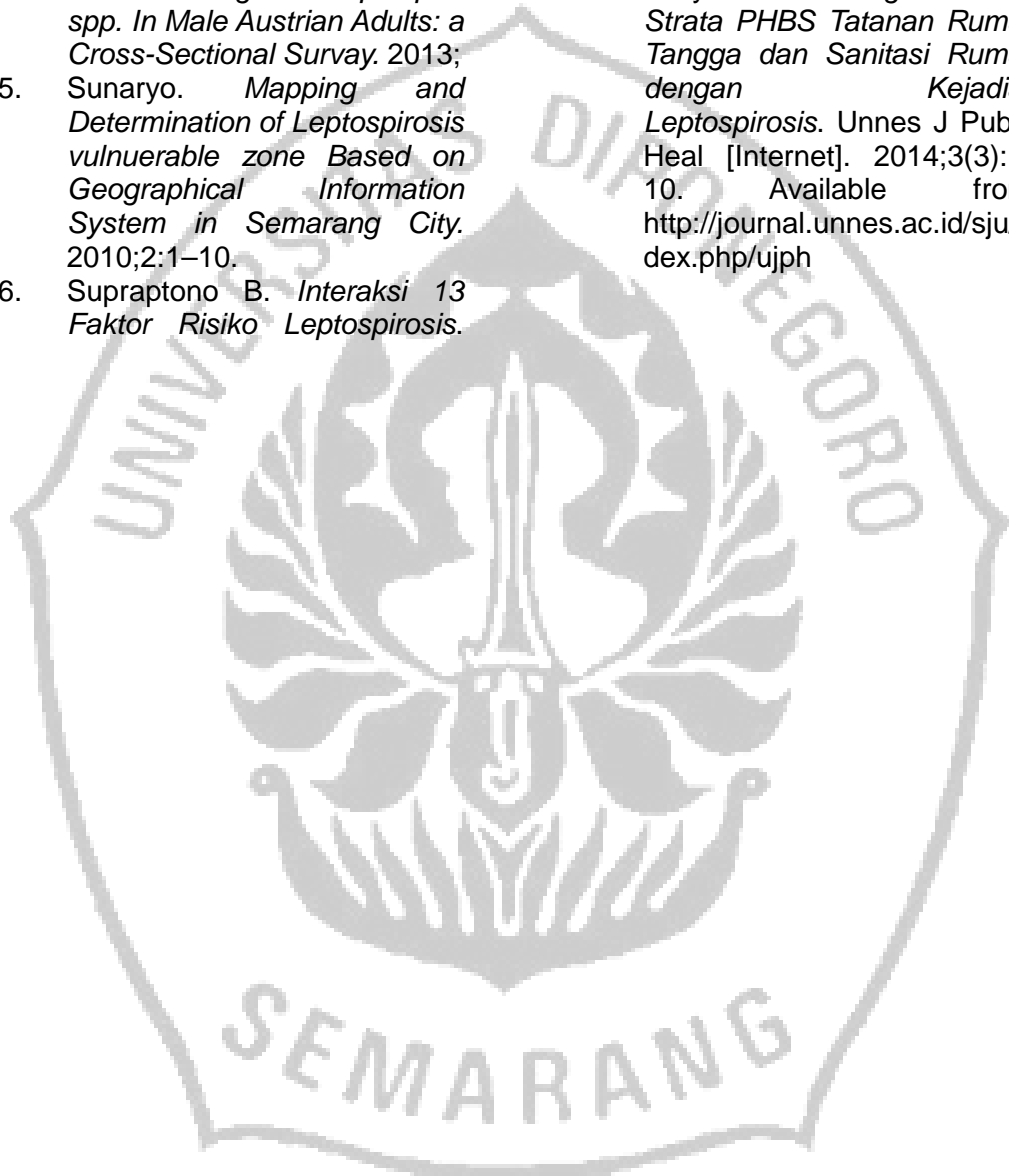 spp. In Male Austrian Adults: a
Cross-Sectional Survay. 2013;
5. Sunaryo. Mapping and
Determination of Leptospirosis
vulnuerable zone Based on
Geographical Information
System in Semarang City.
2010;2:1–10.
6. Supraptono B. Interaksi 13
Faktor Risiko Leptospirosis.
Strata PHBS Tatanan Rum
Tangga dan Sanitasi Rum
dengan Kejadi
Leptospirosis. Unnes J Pub
Heal [Internet]. 2014;3(3):
10. Available fro
http://journal.unnes.ac.id/sju/
dex.php/ujph
UNIVERSITAS DIPONEGORO
SEMARANG